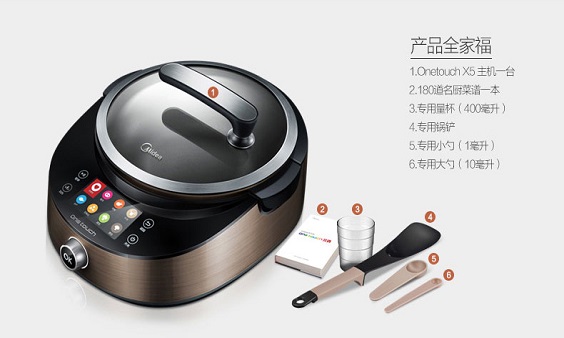 产品全家福
1.Onetouch X5 主机一台
2.180道名厨菜谱一本
3.专用量杯（400毫升）
4.专用锅铲
5.专用小勺（1毫升）
6.专用大勺（10毫升）
1
Midea
one touch
OK
2
3
4
5
6